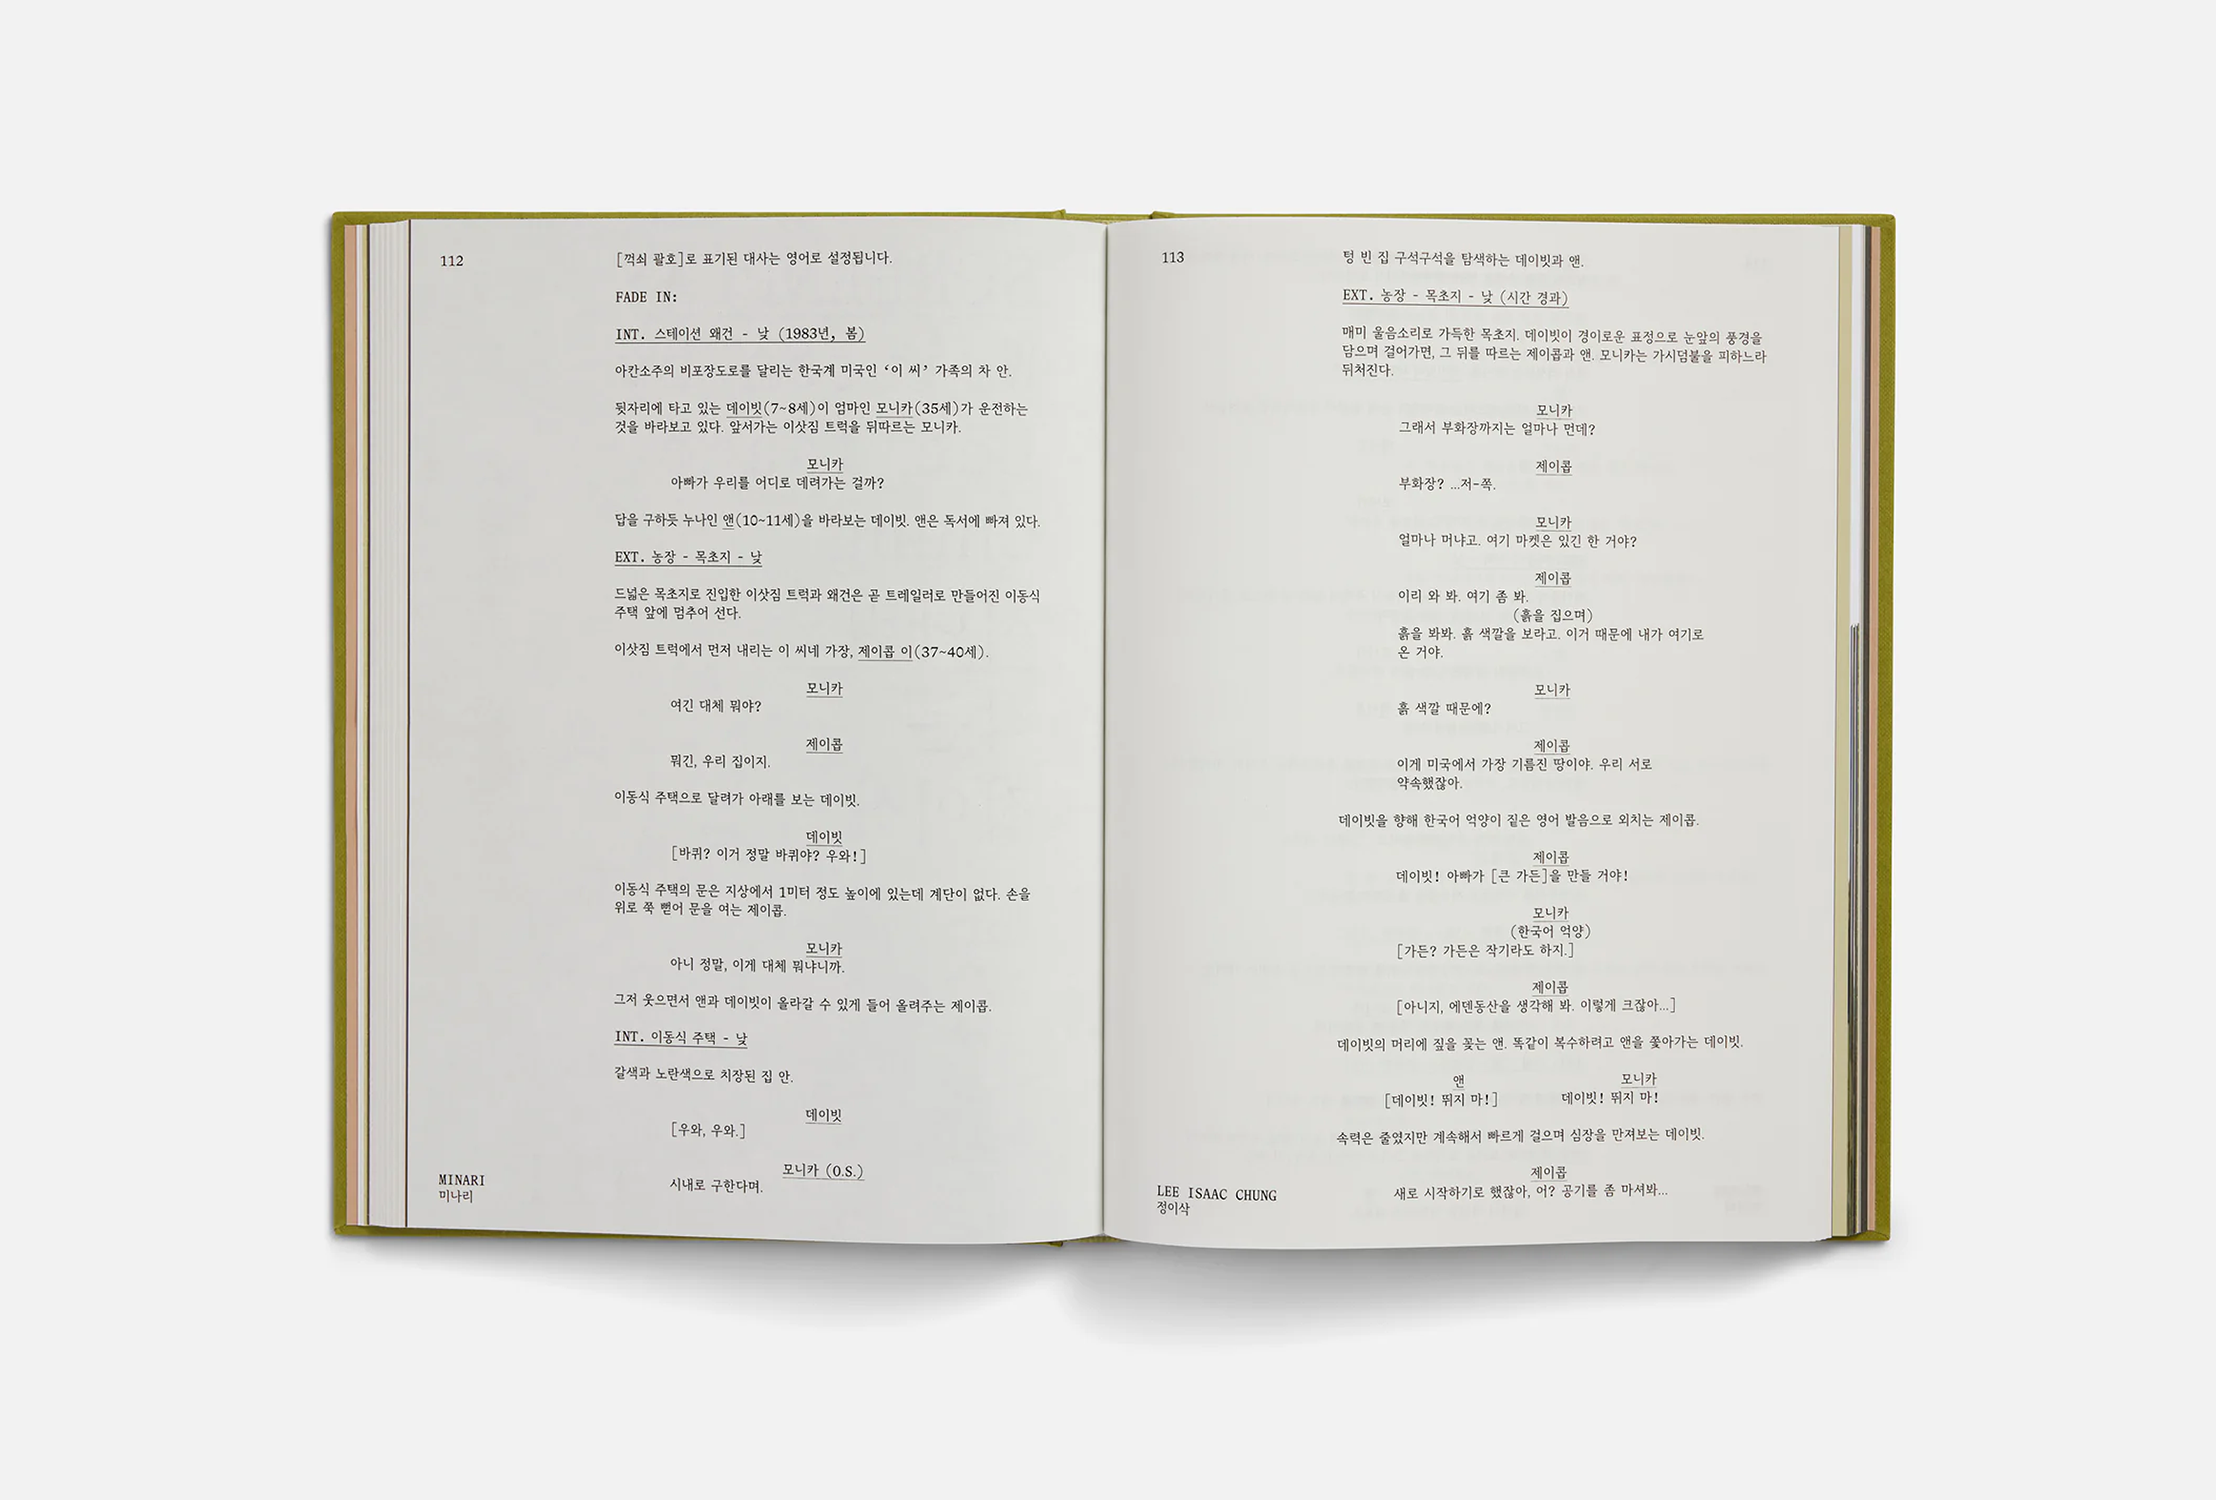 112
[꺽쇠 괄호]로 표기된 대사는 영어로 설정됩니다.
FADE IN:
INT. 스테이션 왜건 - 낮 (1983년, 봄)
아칸소주의 비포장도로를 달리는 한국계 미국인 ‘이 씨’ 가족의 차 안.
뒷자리에 타고 있는 데이빗(7~8세)이 엄마인 모니카(35세)가 운전하는
것을 바라보고 있다. 앞서가는 이삿짐 트럭을 뒤따르는 모니카.
모니카
아빠가 우리를 어디로 데려가는 걸까?
답을 구하듯 누나인 앤(10~11세)을 바라보는 데이빗. 앤은 독서에 빠져 있다.
EXT. 농장 - 목초지 - 낮
드넓은 목초지로 진입한 이삿짐 트럭과 왜건은 곧 트레일러로 만들어진 이동식
주택 앞에 멈추어 선다.
이삿짐 트럭에서 먼저 내리는 이 씨네 가장, 제이콥 이(37~40세).
모니카
여긴 대체 뭐야?
제이콥
뭐긴, 우리 집이지.
이동식 주택으로 달려가 아래를 보는 데이빗.
데이빗
[바퀴? 이거 정말 바퀴야? 우와!]
이동식 주택의 문은 지상에서 1미터 정도 높이에 있는데 계단이 없다. 손을
위로 쭉 뻗어 문을 여는 제이콥.
모니카
아니 정말, 이게 대체 뭐냐니까.
그저 웃으면서 앤과 데이빗이 올라갈 수 있게 들어 올려주는 제이콥.
INT. 이동식 주택 - 낮
갈색과 노란색으로 치장된 집 안.
데이빗
[우와, 우와.]
모니카 (O.S.)
시내로 구한다며.
MINARI
미나리
113
텅 빈 집 구석구석을 탐색하는 데이빗과 앤.
EXT. 농장 - 목초지 - 낮 (시간 경과)
매미 울음소리로 가득한 목초지. 데이빗이 경이로운 표정으로 눈앞의 풍경을
담으며 걸어가면, 그 뒤를 따르는 제이콥과 앤. 모니카는 가시덤불을 피하느라
뒤처진다.
모니카
그래서 부화장까지는 얼마나 먼데?
제이콥
부화장? …저-쪽.
모니카
얼마나 머냐고. 여기 마켓은 있긴 한 거야?
제이콥
이리 와 봐. 여기 좀 봐.
(흙을 집으며)
흙을 봐봐. 흙 색깔을 보라고. 이거 때문에 내가 여기로
온 거야.
모니카
흙 색깔 때문에?
제이콥
이게 미국에서 가장 기름진 땅이야. 우리 서로
약속했잖아.
데이빗을 향해 한국어 억양이 짙은 영어 발음으로 외치는 제이콥.
제이콥
데이빗! 아빠가 [큰 가든]을 만들 거야!
모니카
(한국어 억양)
[가든? 가든은 작기라도 하지.]
제이콥
[아니지, 에덴동산을 생각해 봐. 이렇게 크잖아…]
데이빗의 머리에 짚을 꽂는 앤. 똑같이 복수하려고 앤을 쫓아가는 데이빗.
앤 모니카
[데이빗! 뛰지 마!] 데이빗! 뛰지 마!
속력은 줄였지만 계속해서 빠르게 걸으며 심장을 만져보는 데이빗.
제이콥
새로 시작하기로 했잖아, 어? 공기를 좀 마셔봐…
LEE ISAAC CHUNG
정이삭